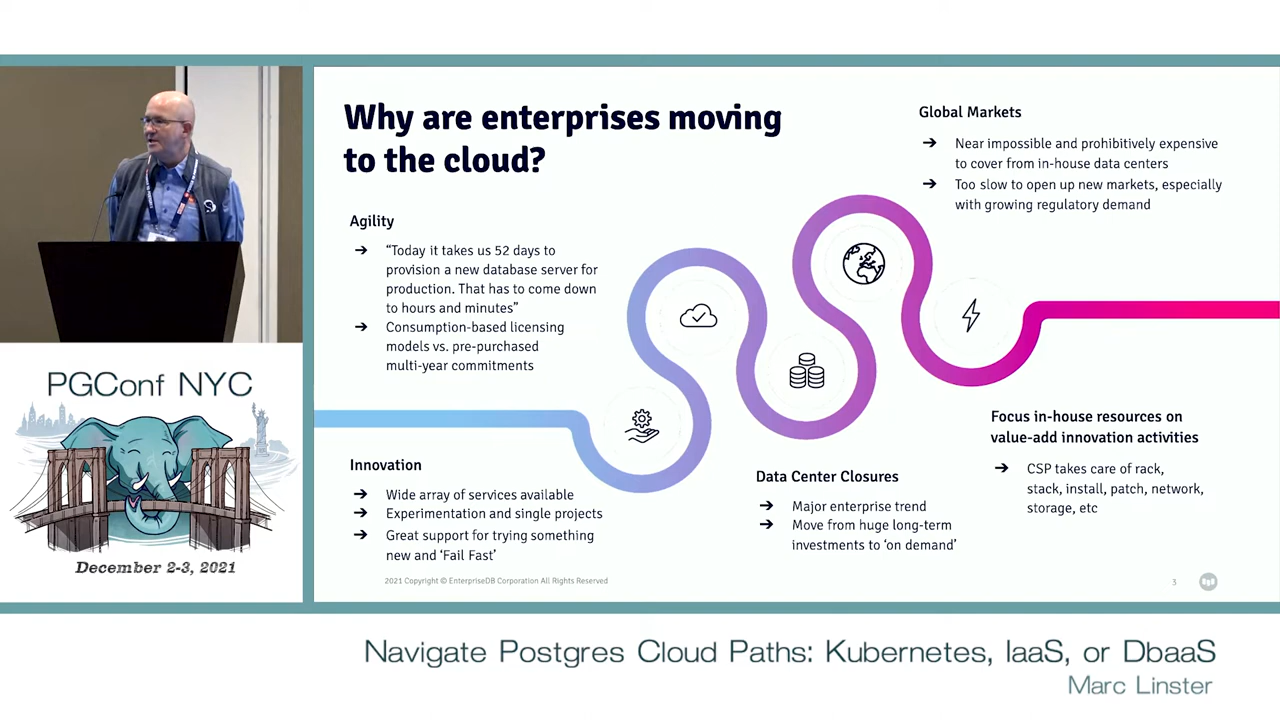 Why are enterprises moving
to the cloud?
Agility
➔ “Today it takes us 52 days to
provision a new database server for
production. That has to come down
to hours and minutes”
➔ Consumption-based licensing
models vs. pre-purchased
multi-year commitments
Innovation
➔ Wide array of services available
➔ Experimentation and single projects
➔ Great support for trying something
new and ‘Fail Fast’
Data Center Closures
➔ Major enterprise trend
➔ Move from huge long-term
investments to ‘on demand’
Global Markets
➔ Near impossible and prohibitively expensive
to cover from in-house data centers
➔ Too slow to open up new markets, especially
with growing regulatory demand
Focus in-house resources on
value-add innovation activities
➔ CSP takes care of rack,
stack, install, patch, network,
storage, etc
2021 Copyright © EnterpriseDB Corporation All Rights Reserved
3
PGConf NYC
December 2-3, 2021
Navigate Postgres Cloud Paths: Kubernetes, IaaS, or DbaaS
Marc Linster